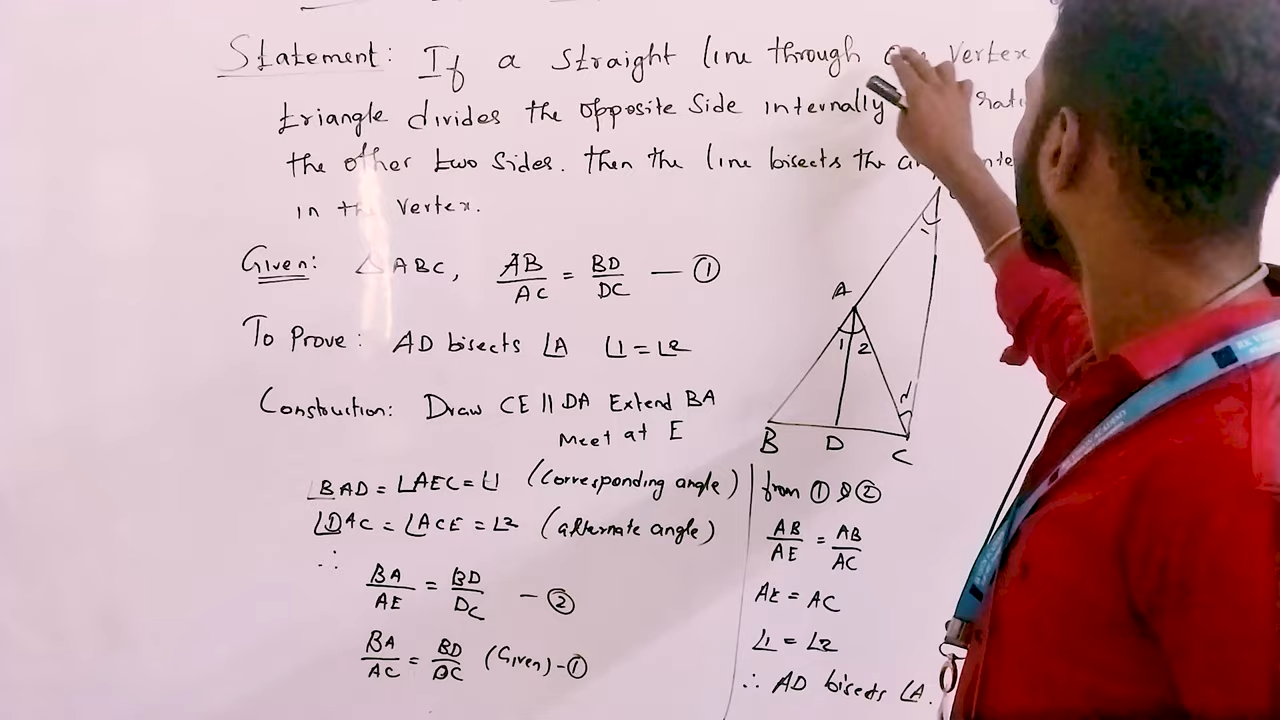 Statement: If a straight line through vertex
triangle divides the opposite side internally
the other two sides. Then the line bisects the
in the vertex.
Given: △ABC, AB/AC = BD/DC — ①
To Prove: AD bisects ∠A ∠1 = ∠2
Construction: Draw CE || DA Extend BA
Meet at E
∠BAD = ∠AEC = ∠1 (Corresponding angle)
∠DAC = ∠ACE = ∠2 (alternate angle)
∴
BA/AE = BD/DC — ②
BA/AC = BD/DC (Given) - ①
1
A
1 2
2
B D C
from ① & ②
AB/AE = AB/AC
AE = AC
∠1 = ∠2
∴ AD bisects ∠A.